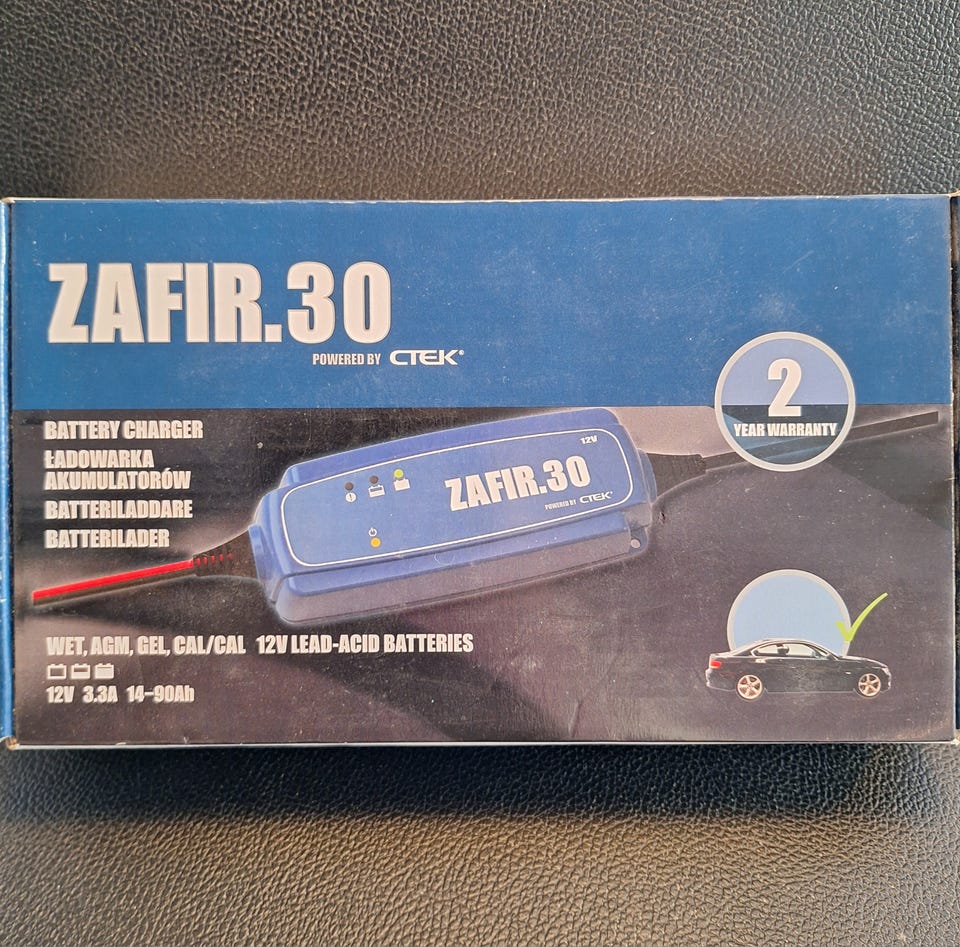 ZAFIR.30
POWERED BY CTEK®
2
YEAR WARRANTY
BATTERY CHARGER
ŁADOWARKA
AKUMULATORÓW
BATTERILADDARE
BATTERILADER
12V
ZAFIR.30
POWERED BY CTEK
WET, AGM, GEL, CAL/CAL 12V LEAD-ACID BATTERIES
12V 3.3A 14–90Ah